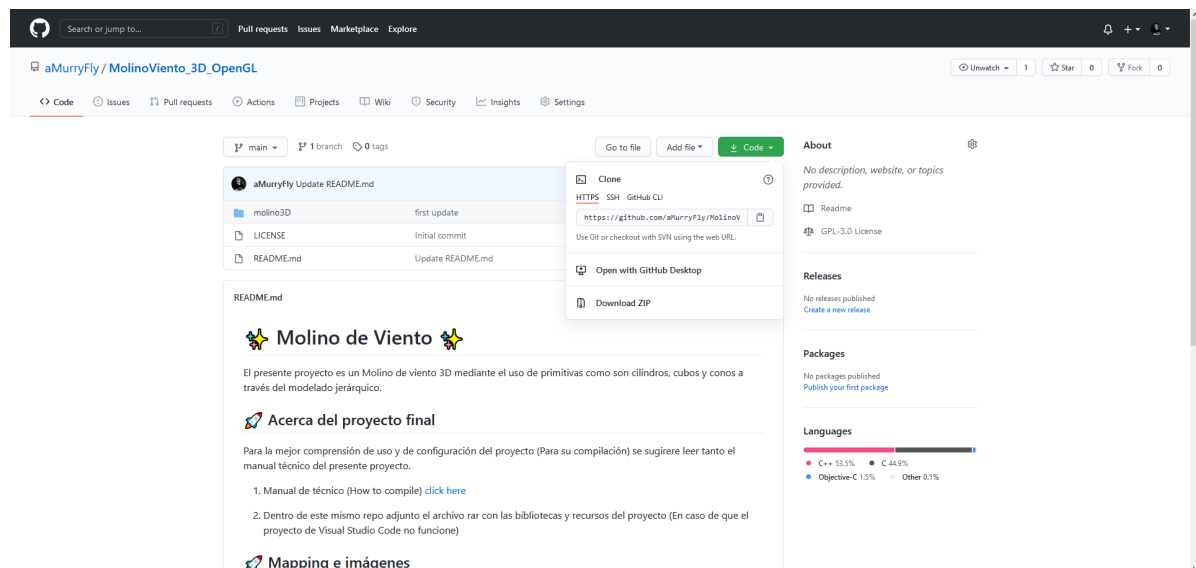 Search or jump to... / Pull requests Issues Marketplace Explore
aMurryFly / MolinoViento_3D_OpenGL
Unwatch 1 Star 0 Fork 0
Code Issues Pull requests Actions Projects Wiki Security Insights Settings
main 1 branch 0 tags
Go to file Add file Code
aMurryFly Update README.md
molino3D first update
LICENSE Initial commit
README.md Update README.md
Clone
HTTPS SSH GitHub CLI
https://github.com/aMurryFly/MolinoV
Use Git or checkout with SVN using the web URL.
Open with GitHub Desktop
Download ZIP
README.md
Molino de Viento
El presente proyecto es un Molino de viento 3D mediante el uso de primitivas como son cilindros, cubos y conos a
través del modelado jerárquico.
Acerca del proyecto final
Para la mejor comprensión de uso y de configuración del proyecto (Para su compilación) se sugirere leer tanto el
manual técnico del presente proyecto.
1. Manual de técnico (How to compile) click here
2. Dentro de este mismo repo adjunto el archivo rar con las bibliotecas y recursos del proyecto (En caso de que el
proyecto de Visual Studio Code no funcione)
Mapping e imágenes
About
No description, website, or topics
provided.
Readme
GPL-3.0 License
Releases
No releases published
Create a new release
Packages
No packages published
Publish your first package
Languages
C++ 53.5% C 44.9%
Objective-C 1.5% Other 0.1%